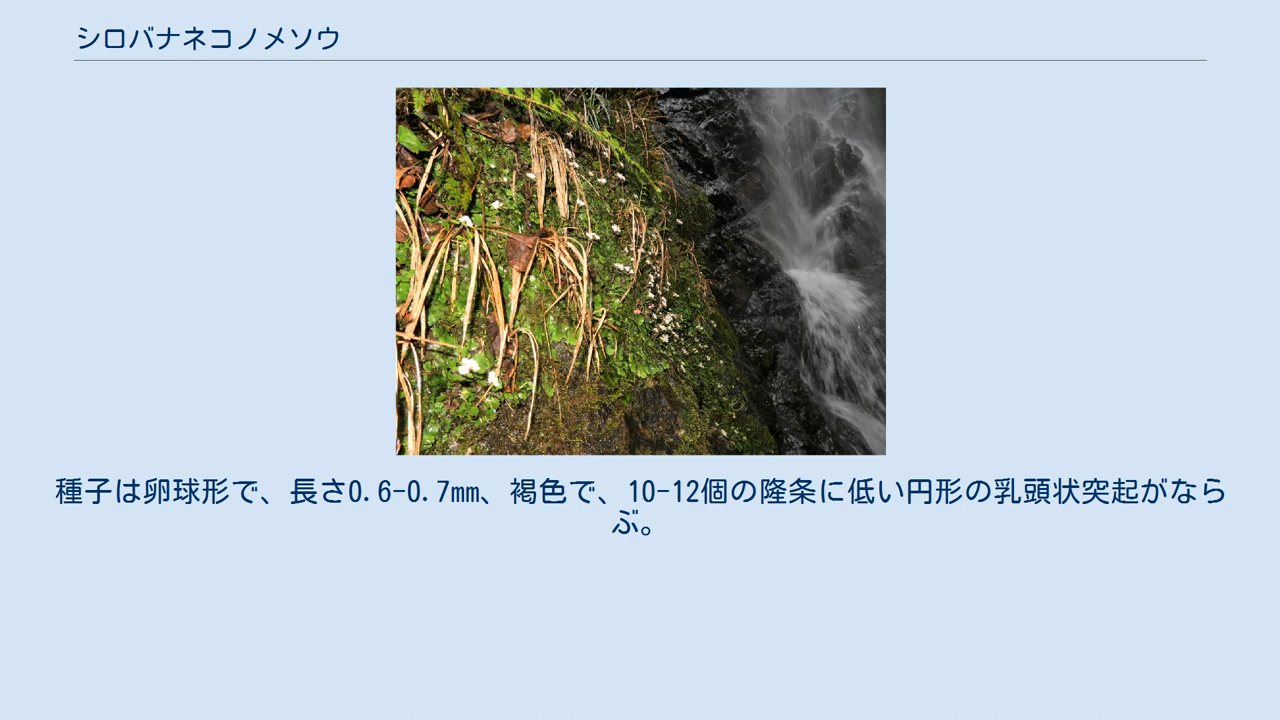 シロバナネコノメソウ
種子は卵球形で、長さ0.6-0.7mm、褐色で、10-12個の隆条に低い円形の乳頭状突起がなら
ぶ。